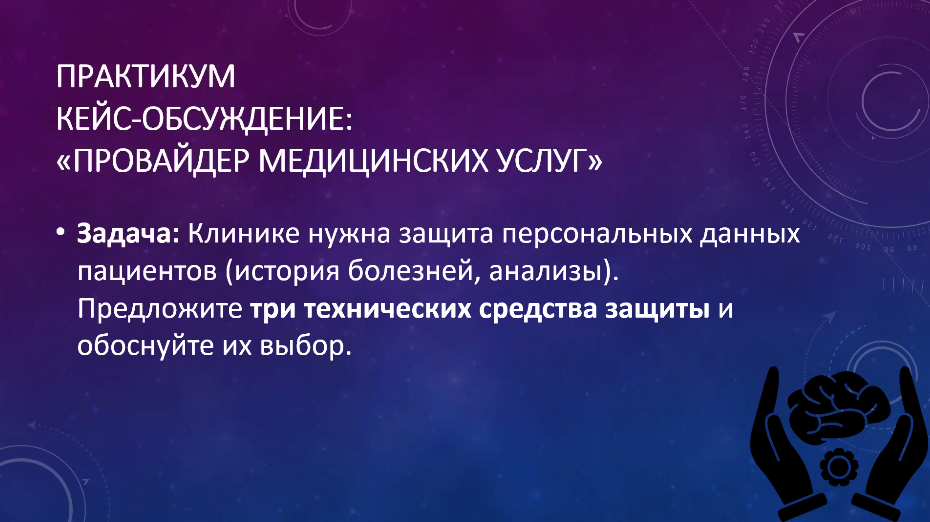 ПРАКТИКУМ
КЕЙС-ОБСУЖДЕНИЕ:
«ПРОВАЙДЕР МЕДИЦИНСКИХ УСЛУГ»
• Задача: Клинике нужна защита персональных данных
пациентов (история болезней, анализы).
Предложите три технических средства защиты и
обоснуйте их выбор.